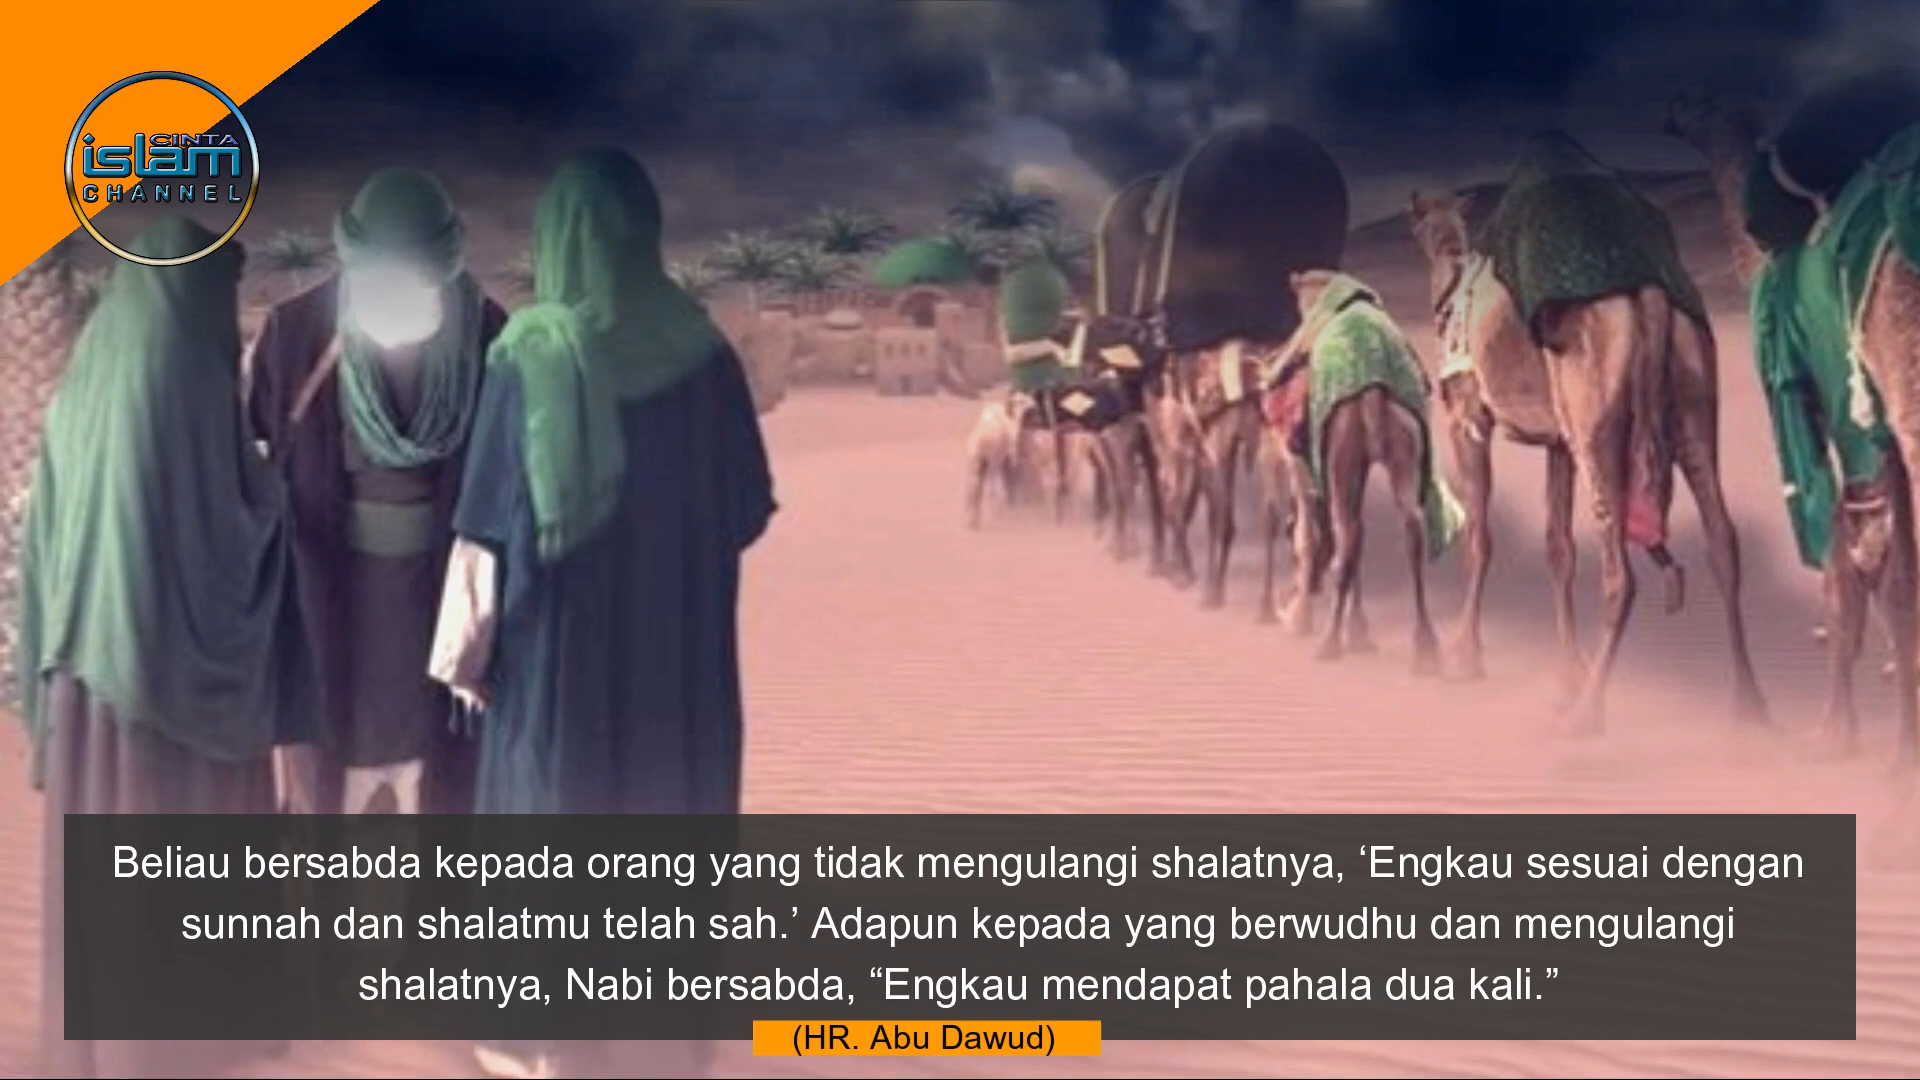 CINTA
islam
CHANNEL
Beliau bersabda kepada orang yang tidak mengulangi shalatnya, ‘Engkau sesuai dengan
sunnah dan shalatmu telah sah.’ Adapun kepada yang berwudhu dan mengulangi
shalatnya, Nabi bersabda, “Engkau mendapat pahala dua kali.”
(HR. Abu Dawud)